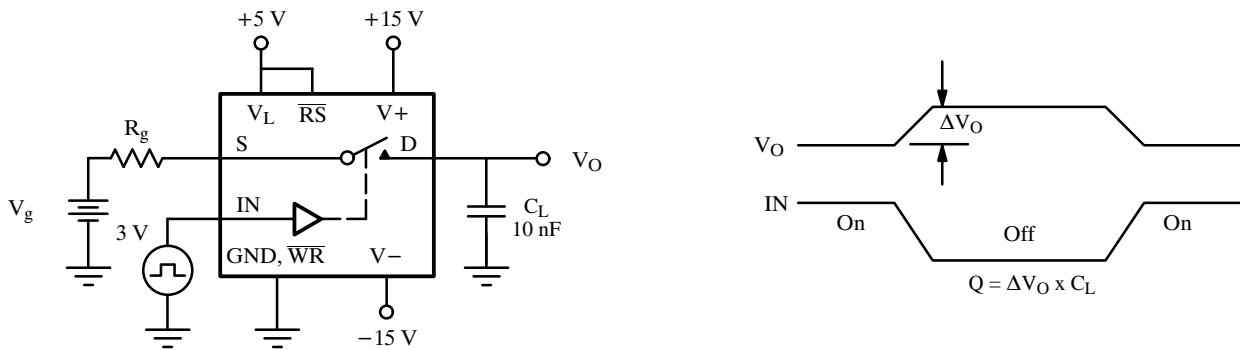 +5 V
+15 V
V_L
RS
V+
R_g
S
D
V_O
V_g
IN
C_L
10 nF
3 V
GND, WR
V−
−15 V
ΔV_O
V_O
IN
On
Off
On
Q = ΔV_O x C_L